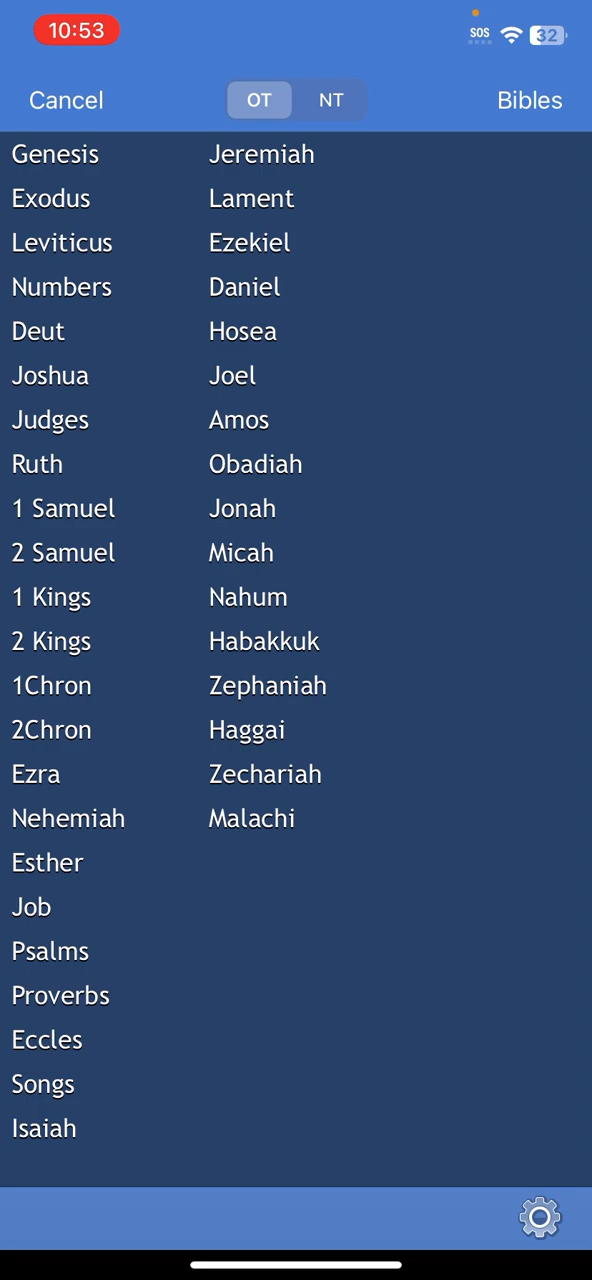 10:53
SOS
32
Cancel
OT
NT
Bibles
Genesis
Exodus
Leviticus
Numbers
Deut
Joshua
Judges
Ruth
1 Samuel
2 Samuel
1 Kings
2 Kings
1Chron
2Chron
Ezra
Nehemiah
Esther
Job
Psalms
Proverbs
Eccles
Songs
Isaiah
Jeremiah
Lament
Ezekiel
Daniel
Hosea
Joel
Amos
Obadiah
Jonah
Micah
Nahum
Habakkuk
Zephaniah
Haggai
Zechariah
Malachi